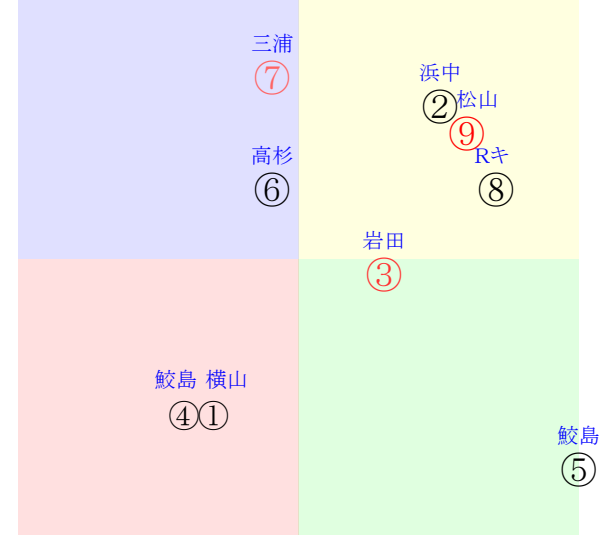 三浦
⑦
浜中
②
松山
⑨
高杉
⑥
Rキ
⑧
岩田
③
鮫島 横山
④①
鮫島
⑤